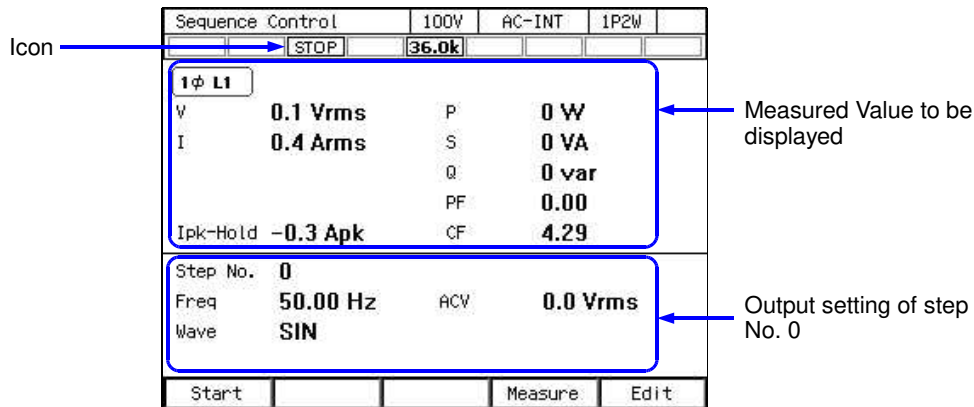 Sequence Control 100V AC-INT 1P2W
Icon STOP 36.0k
1ϕ L1
V 0.1 Vrms P 0 W
I 0.4 Arms S 0 VA
Q 0 var
PF 0.00
Ipk-Hold -0.3 Apk CF 4.29
Measured Value to be
displayed
Step No. 0
Freq 50.00 Hz ACV 0.0 Vrms
Wave SIN
Output setting of step
No. 0
Start Measure Edit